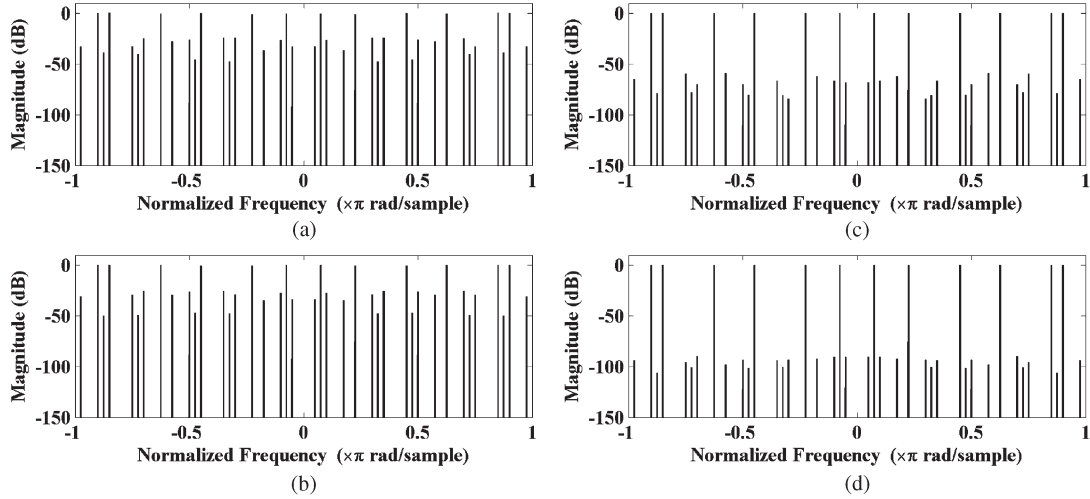 0
-50
-100
-150
Magnitude (dB)
-1 -0.5 0 0.5 1
Normalized Frequency (×π rad/sample)
(a)
0
-50
-100
-150
Magnitude (dB)
-1 -0.5 0 0.5 1
Normalized Frequency (×π rad/sample)
(c)
0
-50
-100
-150
Magnitude (dB)
-1 -0.5 0 0.5 1
Normalized Frequency (×π rad/sample)
(b)
0
-50
-100
-150
Magnitude (dB)
-1 -0.5 0 0.5 1
Normalized Frequency (×π rad/sample)
(d)